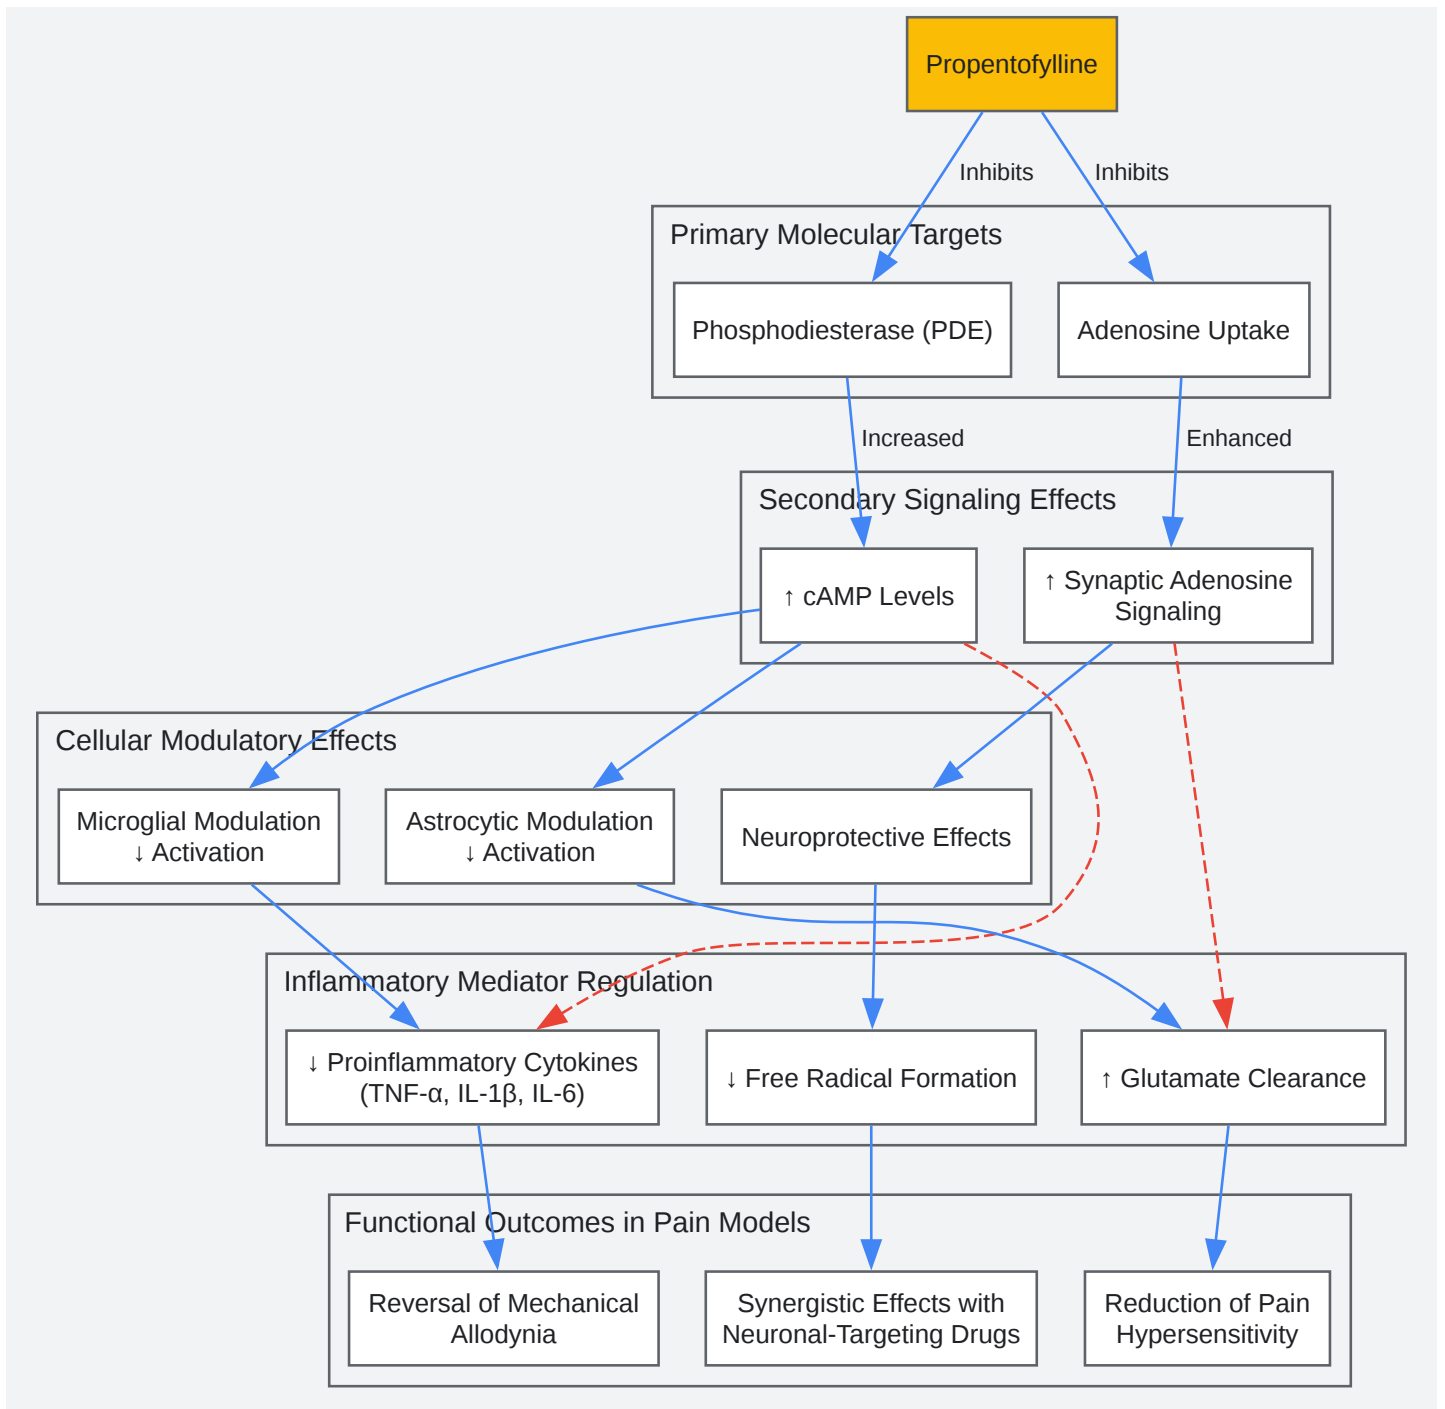 Propentofylline
Inhibits
Inhibits
Primary Molecular Targets
Phosphodiesterase (PDE)
Adenosine Uptake
Increased
Enhanced
Secondary Signaling Effects
↑ cAMP Levels
↑ Synaptic Adenosine
Signaling
Cellular Modulatory Effects
Microglial Modulation
↓ Activation
Astrocytic Modulation
↓ Activation
Neuroprotective Effects
Inflammatory Mediator Regulation
↓ Proinflammatory Cytokines
(TNF-α, IL-1β, IL-6)
↓ Free Radical Formation
↑ Glutamate Clearance
Functional Outcomes in Pain Models
Reversal of Mechanical
Allodynia
Synergistic Effects with
Neuronal-Targeting Drugs
Reduction of Pain
Hypersensitivity